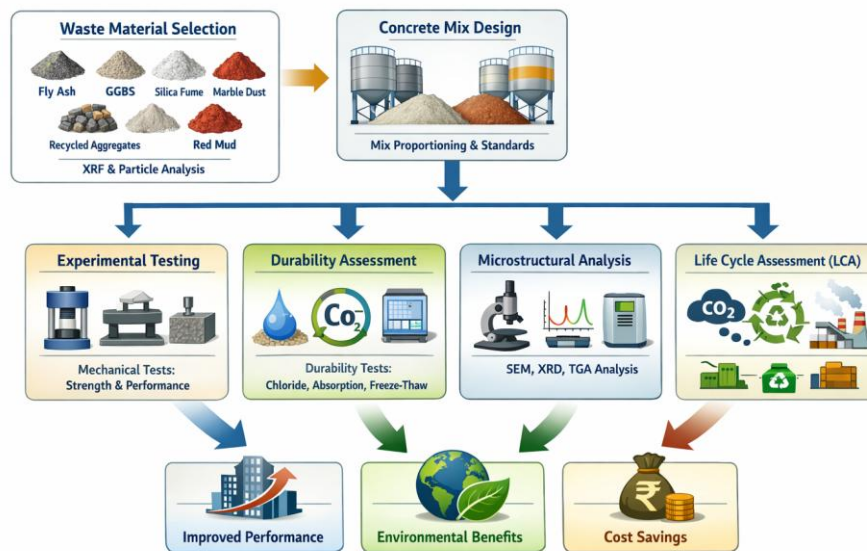 Waste Material Selection
Fly Ash
GGBS
Silica Fume
Marble Dust
Recycled Aggregates
Red Mud
XRF & Particle Analysis
Concrete Mix Design
Mix Proportioning & Standards
Experimental Testing
Mechanical Tests:
Strength & Performance
Durability Assessment
Co₂⁻
Durability Tests:
Chloride, Absorption, Freeze-Thaw
Microstructural Analysis
SEM, XRD, TGA Analysis
Life Cycle Assessment (LCA)
CO₂
Improved Performance
Environmental Benefits
₹
Cost Savings